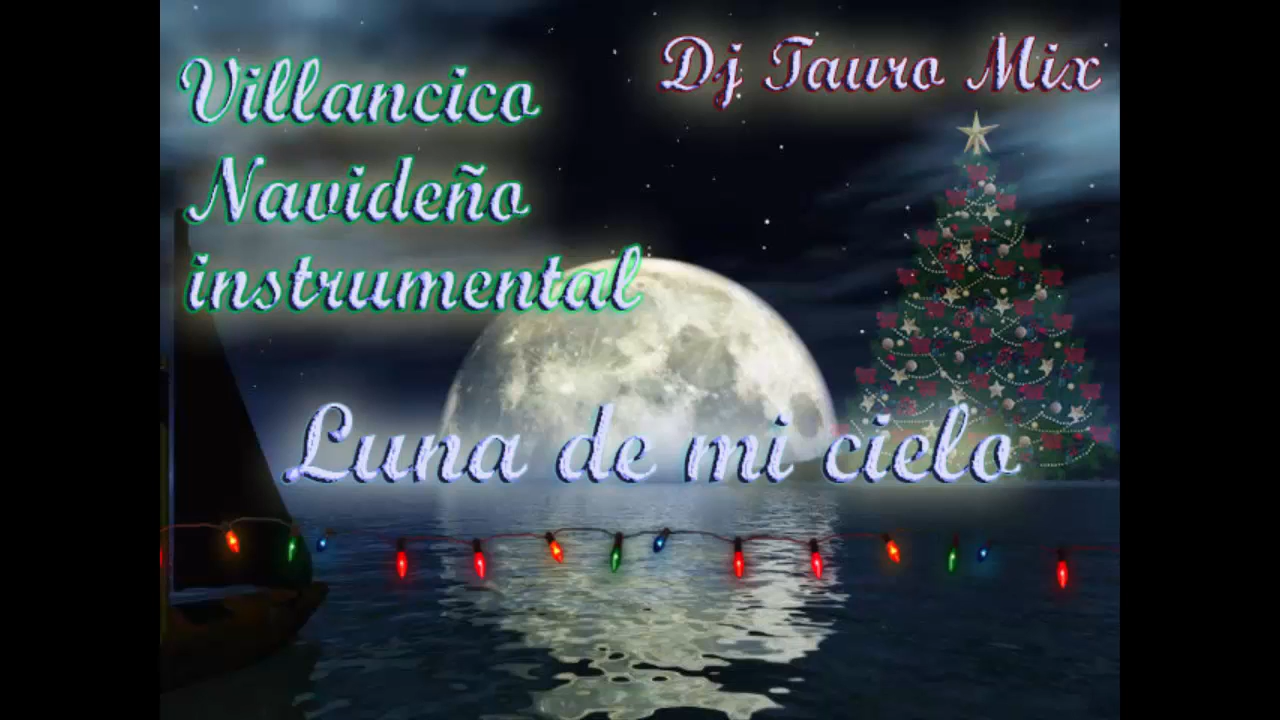 Villancico
Navideño
instrumental
Dj Tauro Mix
Luna de mi cielo